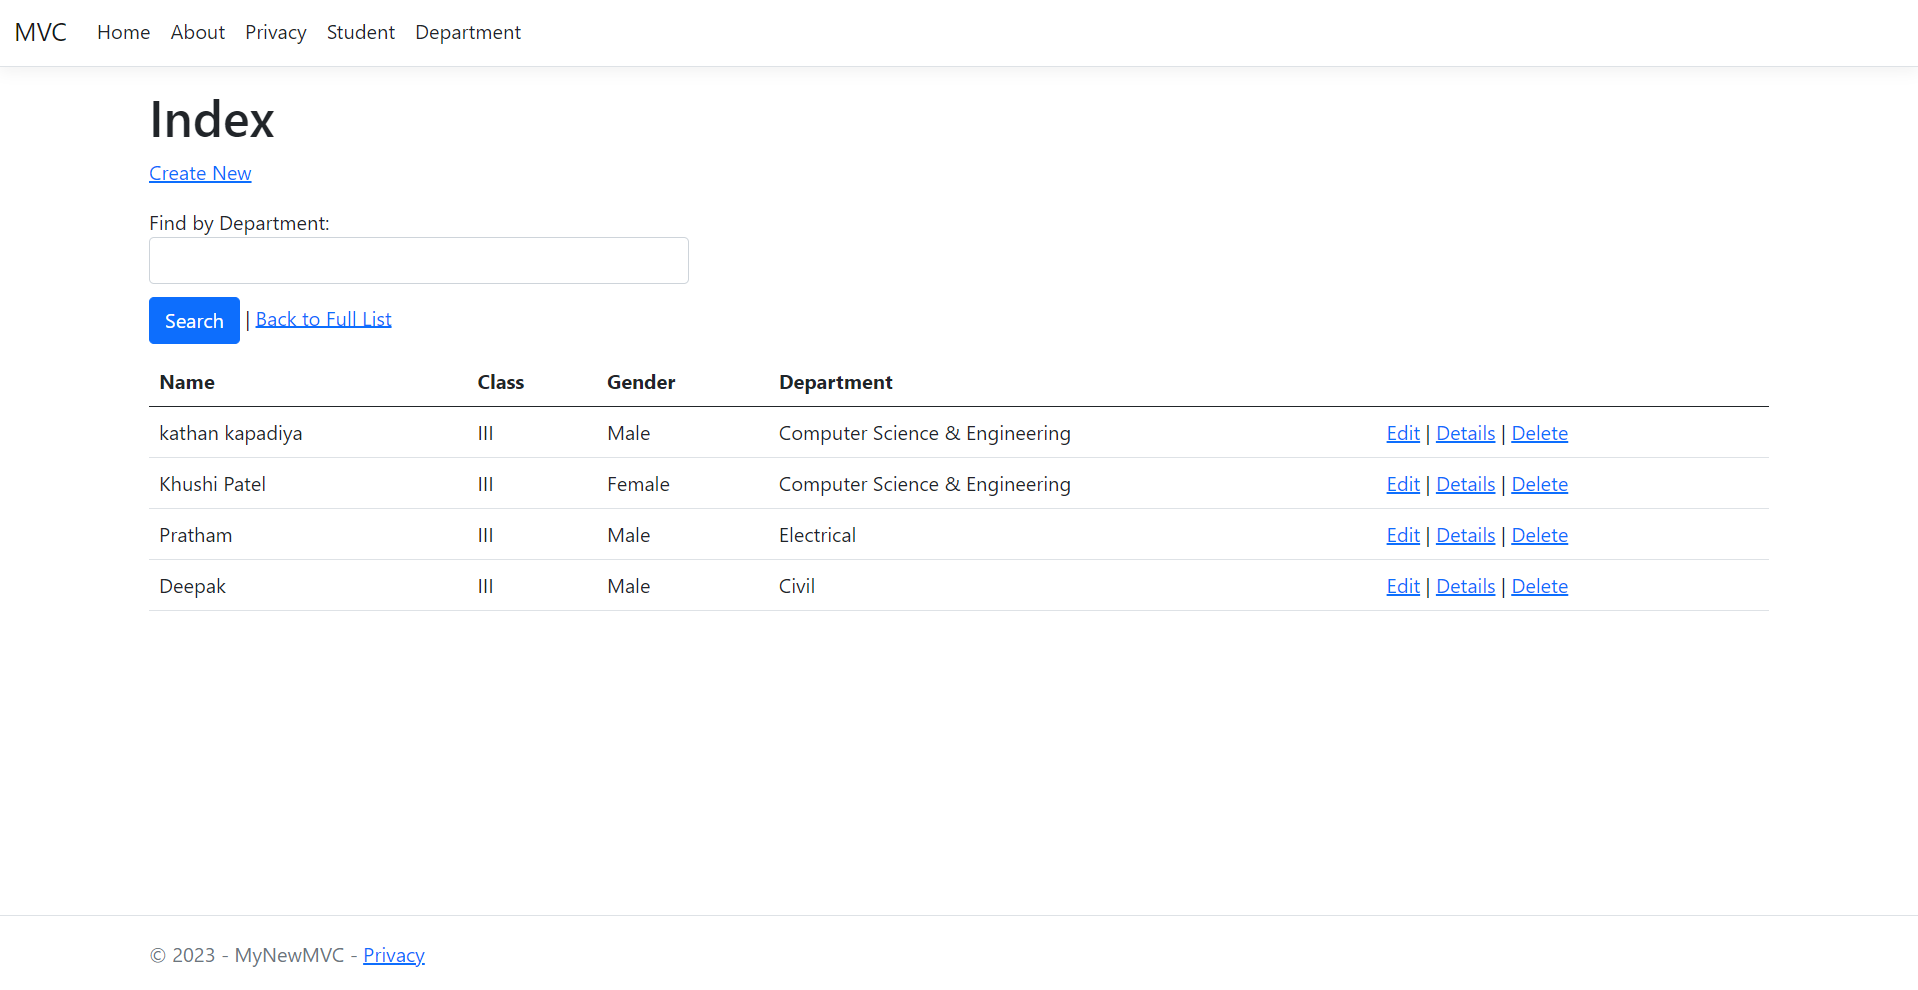 MVC Home About Privacy Student Department
Index
Create New
Find by Department:
Search | Back to Full List
Name Class Gender Department
kathan kapadiya III Male Computer Science & Engineering Edit | Details | Delete
Khushi Patel III Female Computer Science & Engineering Edit | Details | Delete
Pratham III Male Electrical Edit | Details | Delete
Deepak III Male Civil Edit | Details | Delete
© 2023 - MyNewMVC - Privacy